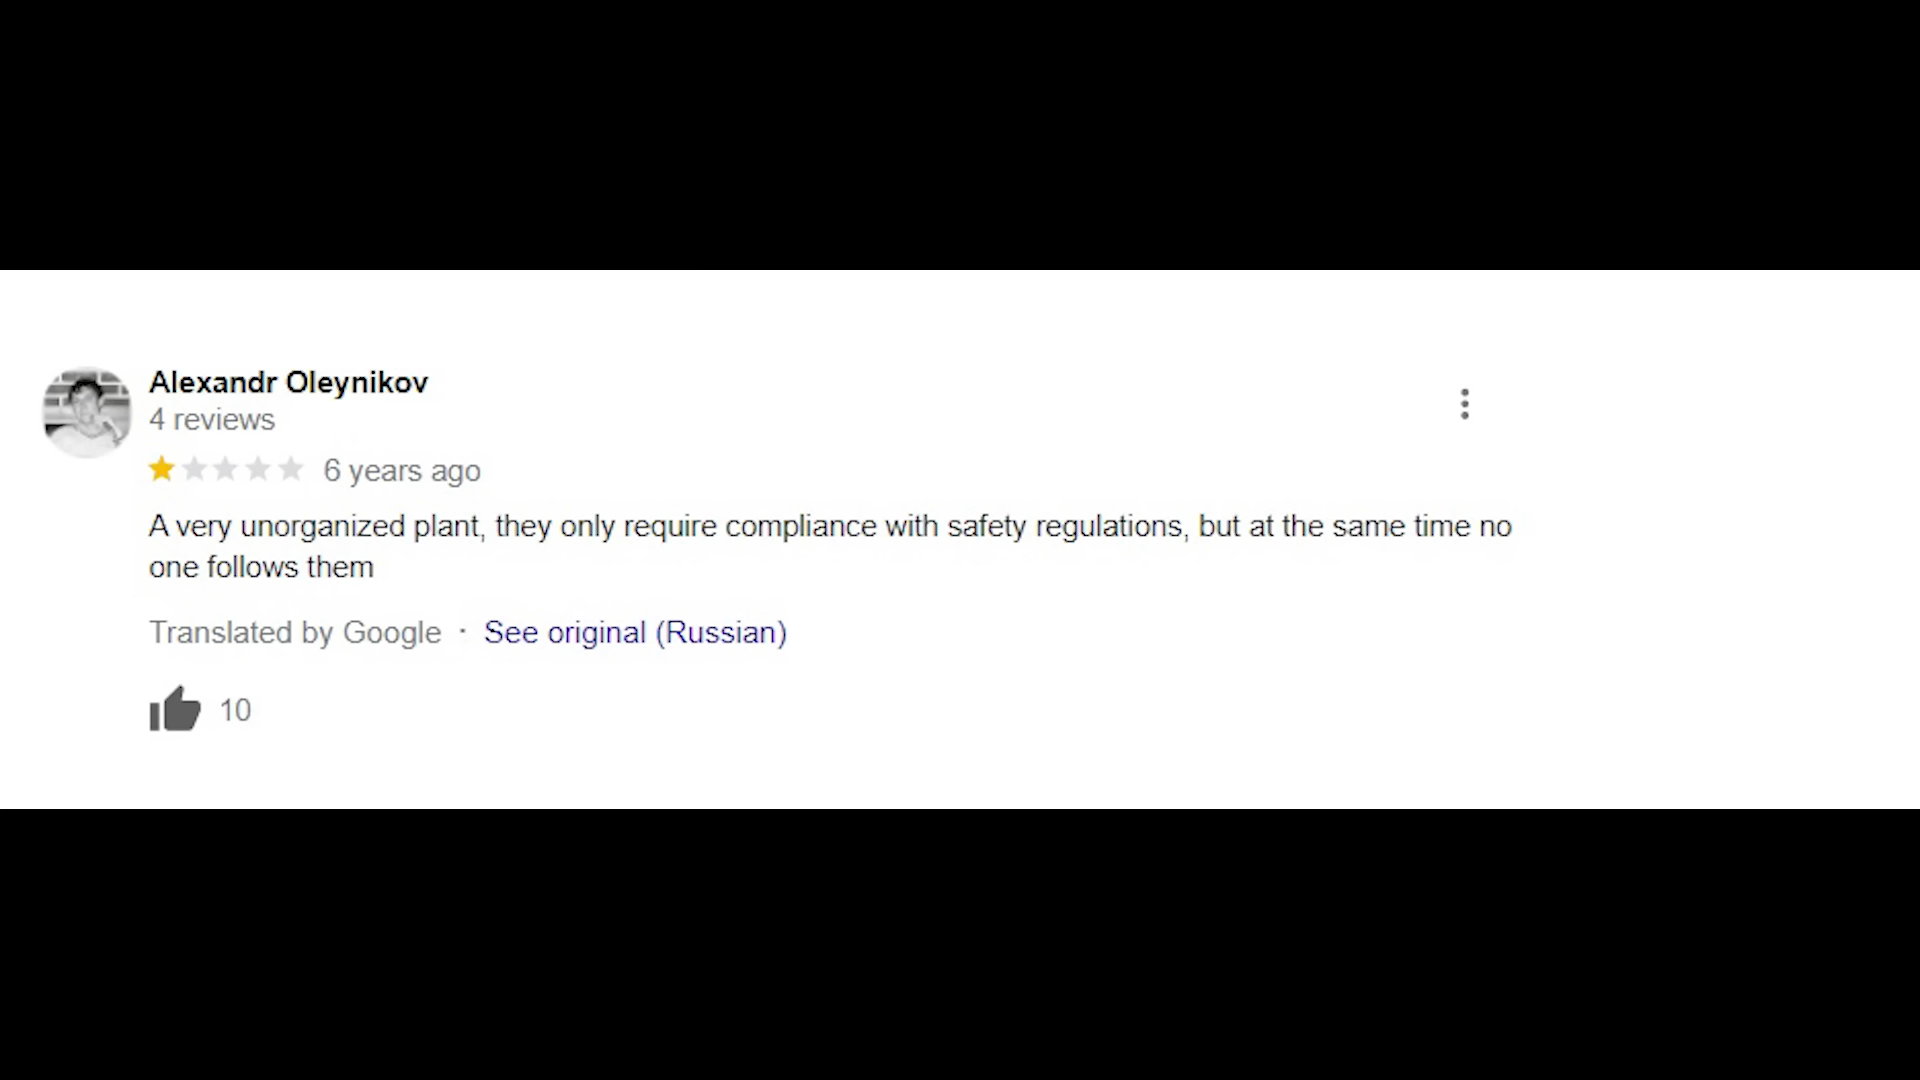 Alexandr Oleynikov
4 reviews
6 years ago
A very unorganized plant, they only require compliance with safety regulations, but at the same time no
one follows them
Translated by Google · See original (Russian)
10